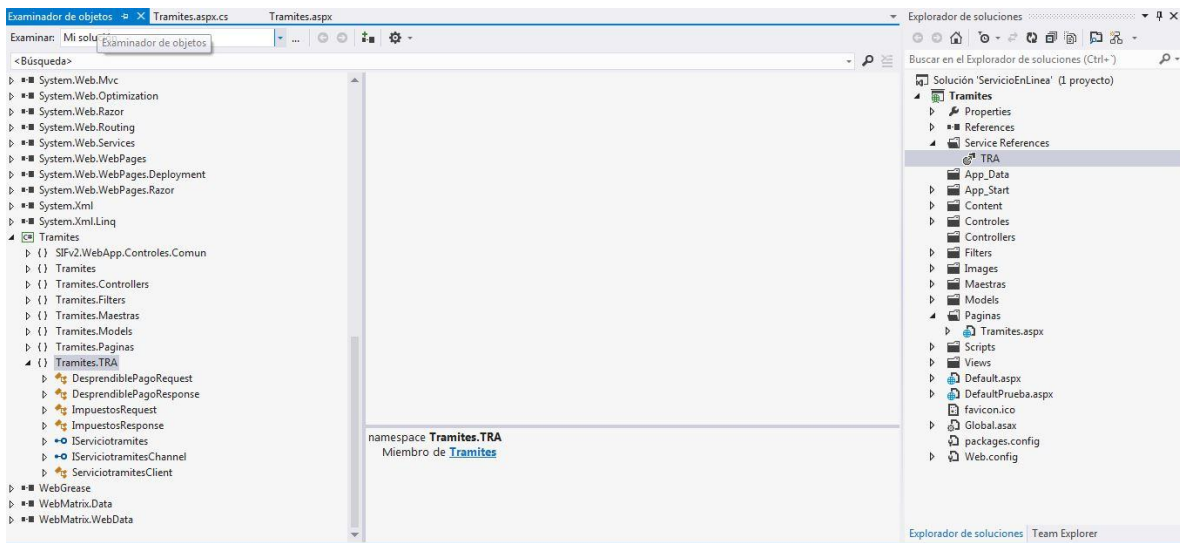 Examinador de objetos
Tramites.aspx.cs
Tramites.aspx
Examinar:
Mi solu
...
Examinador de objetos
<Búsqueda>
System.Web.Mvc
System.Web.Optimization
System.Web.Razor
System.Web.Routing
System.Web.Services
System.Web.WebPages
System.Web.WebPages.Deployment
System.Web.WebPages.Razor
System.Xml
System.Xml.Linq
C# Tramites
{ } SIFv2.WebApp.Controles.Comun
{ } Tramites
{ } Tramites.Controllers
{ } Tramites.Filters
{ } Tramites.Maestras
{ } Tramites.Models
{ } Tramites.Paginas
{ } Tramites.TRA
DesprendiblePagoRequest
DesprendiblePagoResponse
ImpuestosRequest
ImpuestosResponse
IServiciotramites
IServiciotramitesChannel
ServiciotramitesClient
WebGrease
WebMatrix.Data
WebMatrix.WebData
namespace Tramites.TRA
Miembro de Tramites
Explorador de soluciones
Buscar en el Explorador de soluciones (Ctrl+¨)
Solución 'ServicioEnLinea' (1 proyecto)
Tramites
Properties
References
Service References
TRA
App_Data
App_Start
Content
Controles
Controllers
Filters
Images
Maestras
Models
Paginas
Tramites.aspx
Scripts
Views
Default.aspx
DefaultPrueba.aspx
favicon.ico
Global.asax
packages.config
Web.config
Explorador de soluciones
Team Explorer